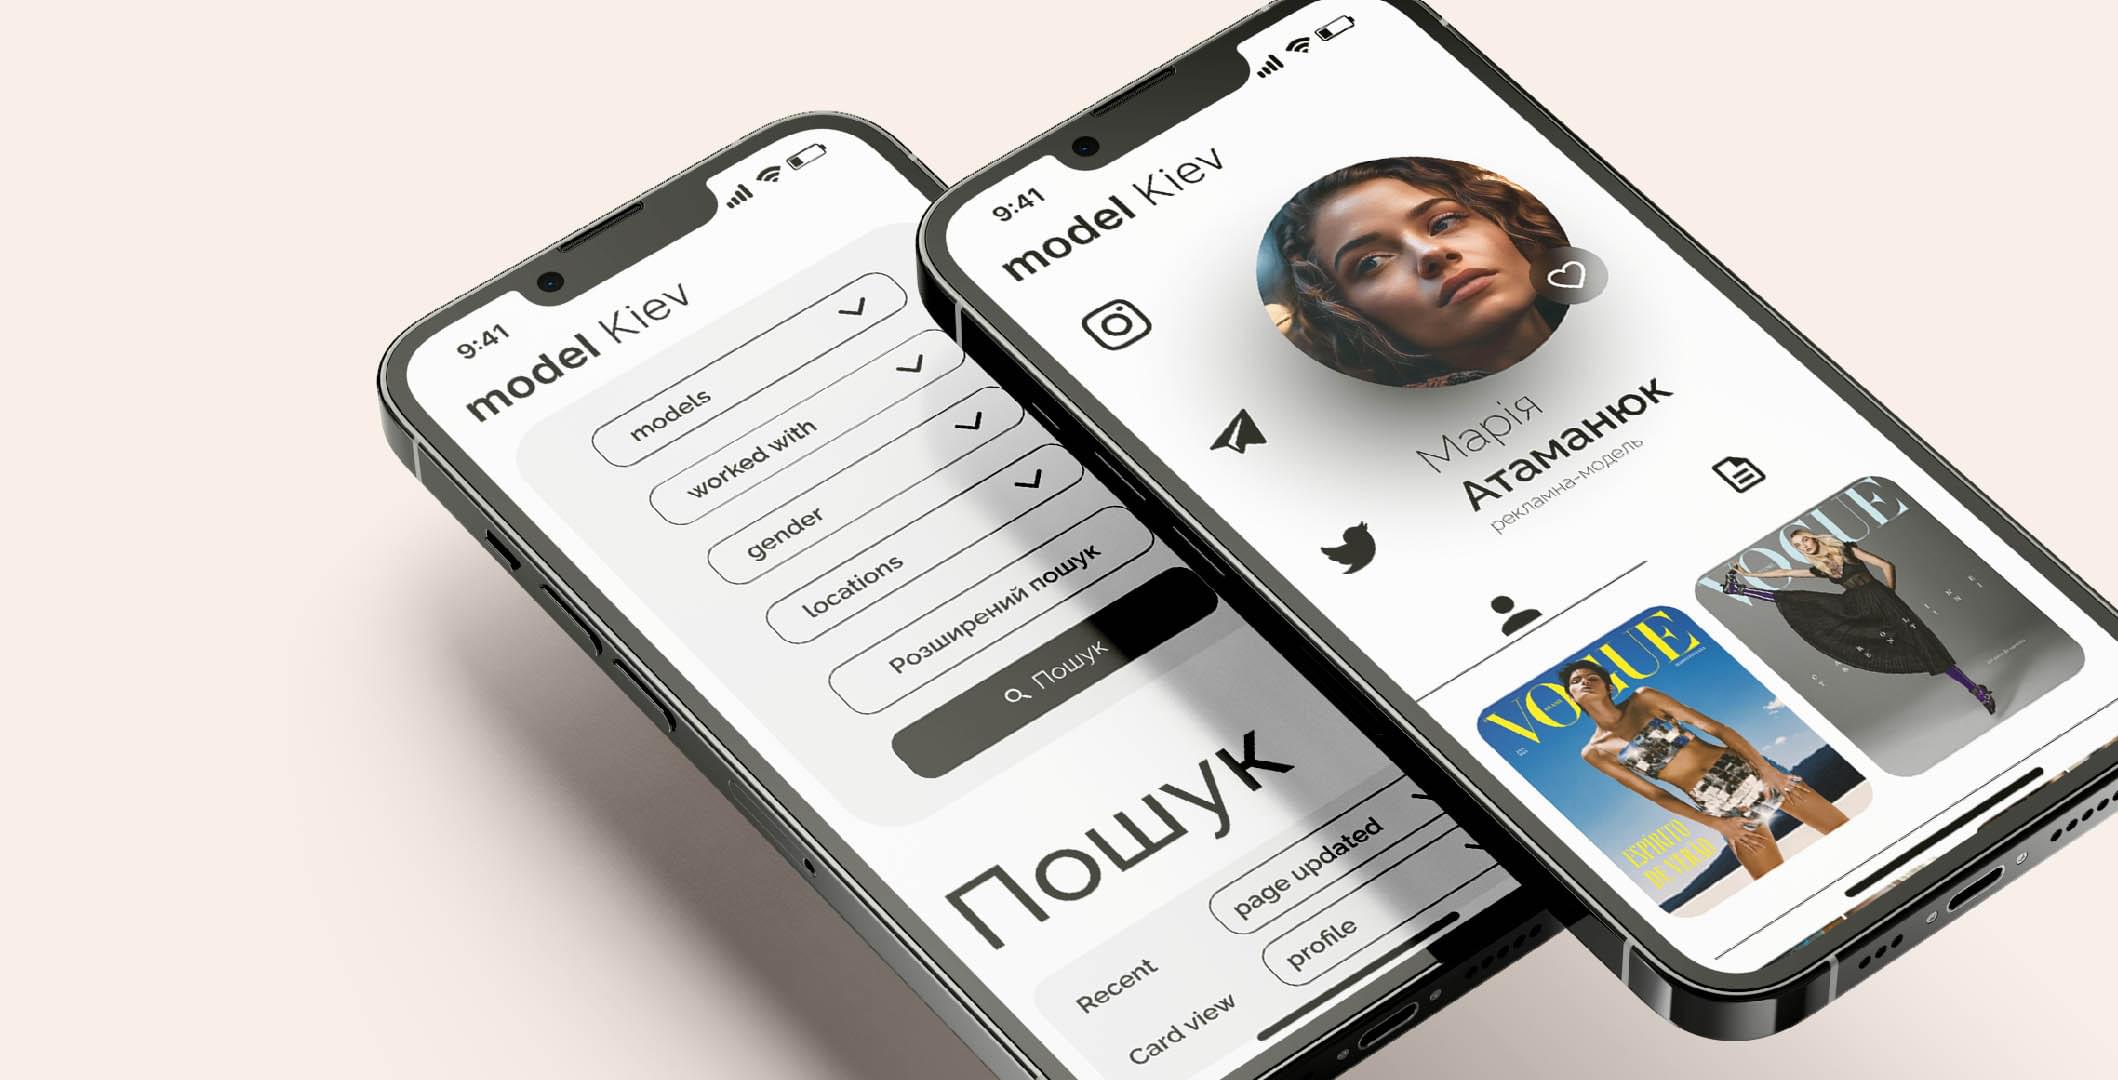 9:41
model Kiev
models
worked with
gender
locations
Розширений пошук
Пошук
Пошук
page updated
profile
Recent
Card view
9:41
model Kiev
Марія
Атаманюк
рекламна-модель
VOGUE
ESPÍRITO
DE VERÃO
VOGUE